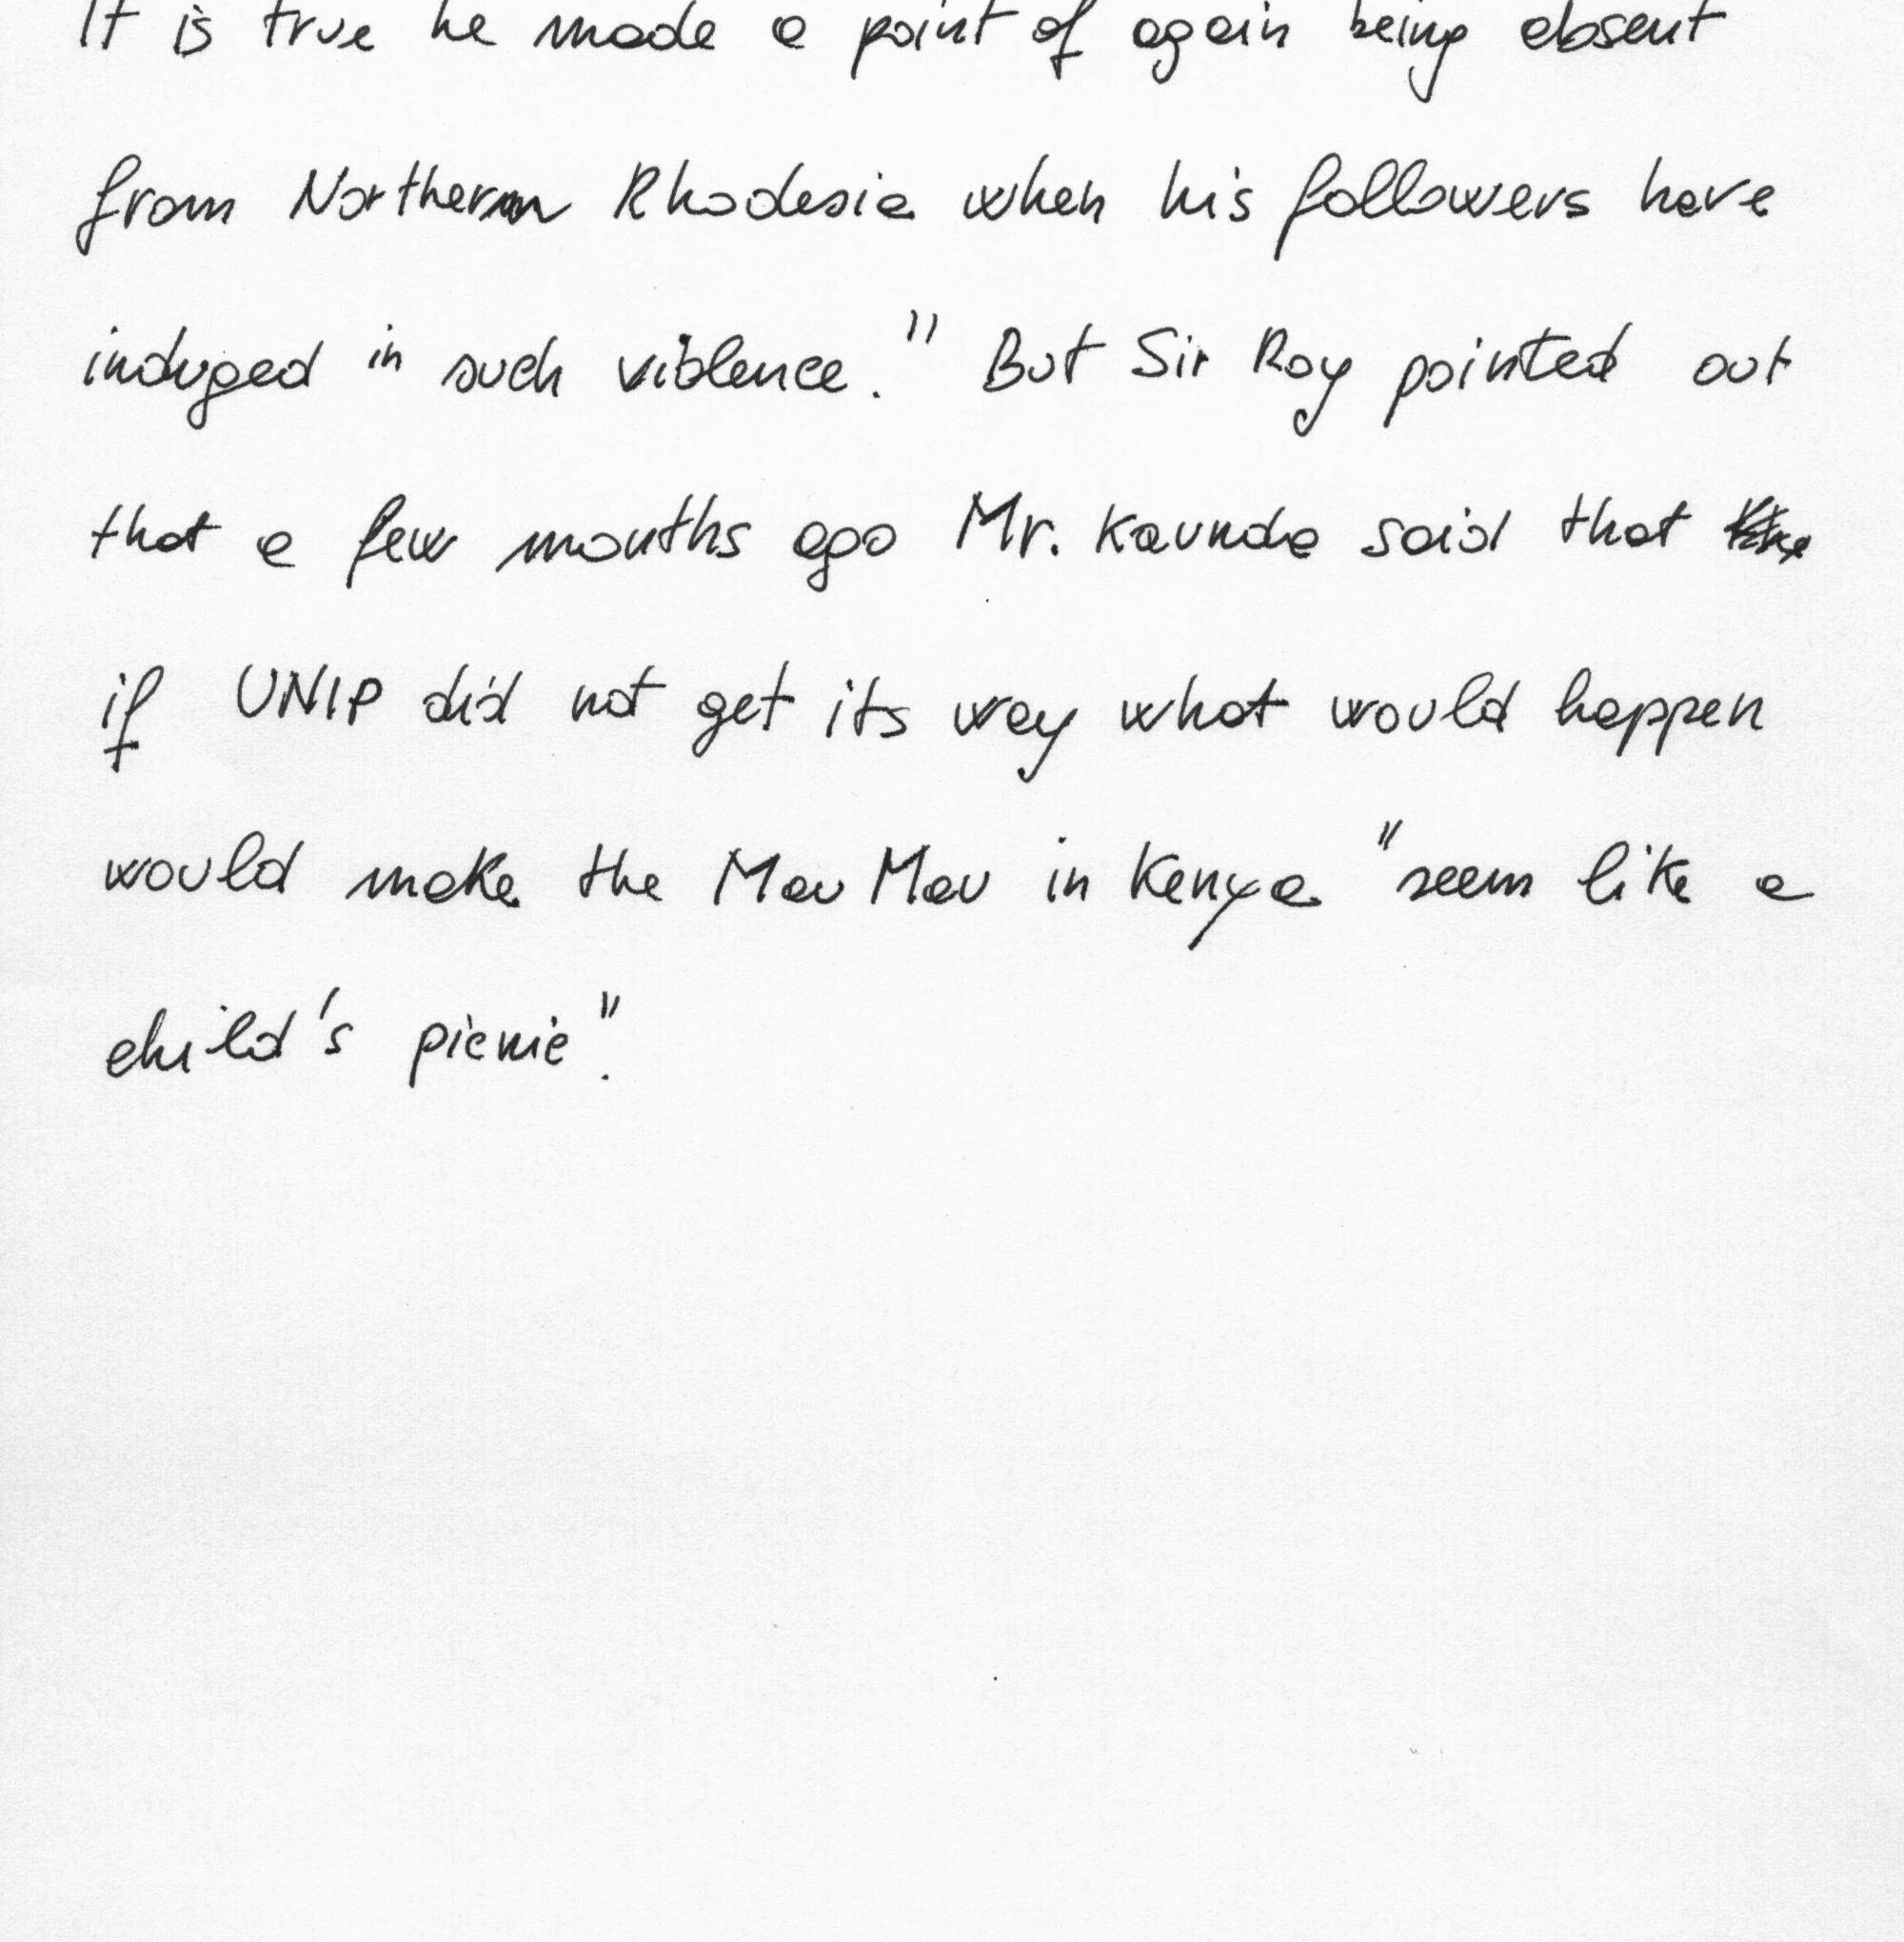 It is true he made a point of again being absent
from Northern Rhodesia when his followers have
induged in such violence." But Sir Roy pointed out
that a few months ago Mr. Kaunda said that
if UNIP did not get its way what would happen
would make the Mau Mau in Kenya "seem like a
child's picnic".